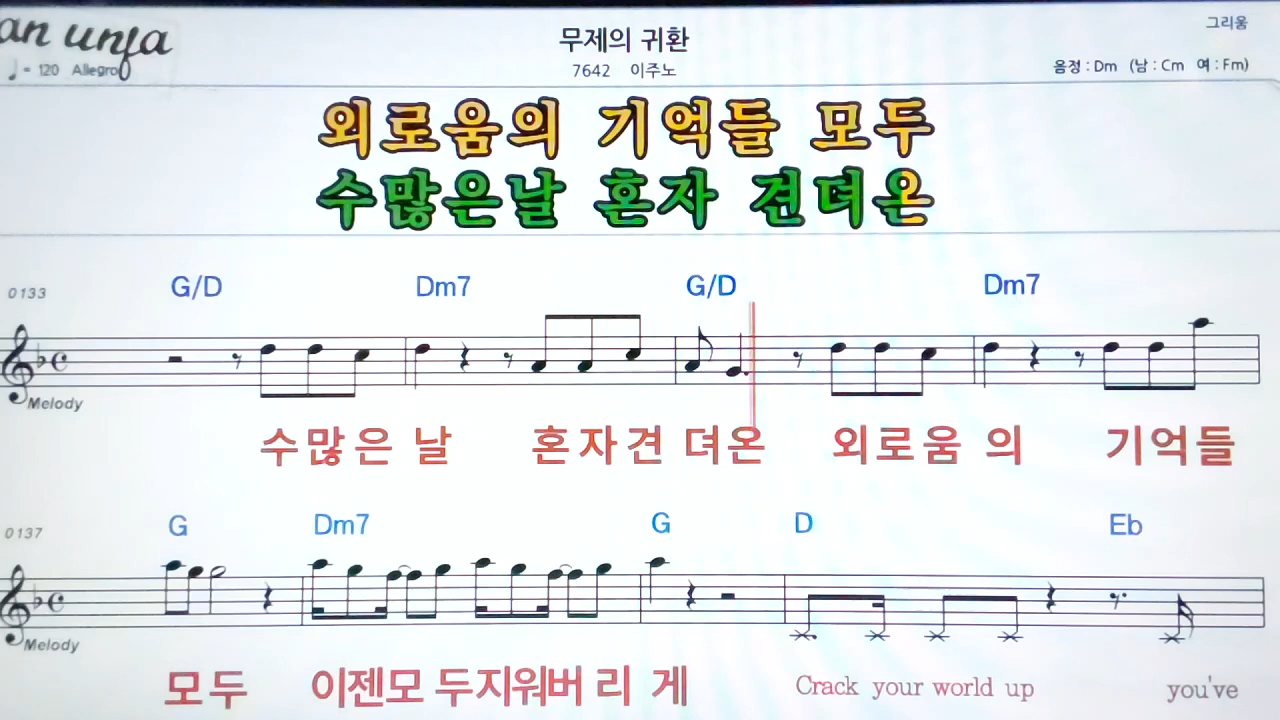 an unfa
무제의 귀환
그리움
♩= 120 Allegro
7642 이주노
음정 : Dm (남 : Cm 여 : Fm)
외로움의 기억들 모두
수많은날 혼자 견뎌온
0133 G/D Dm7 G/D Dm7
Melody
수많은 날 혼자견 뎌온 외로움 의 기억들
0137 G Dm7 G D Eb
Melody
모두 이젠모 두지워버 리 게 Crack your world up you've